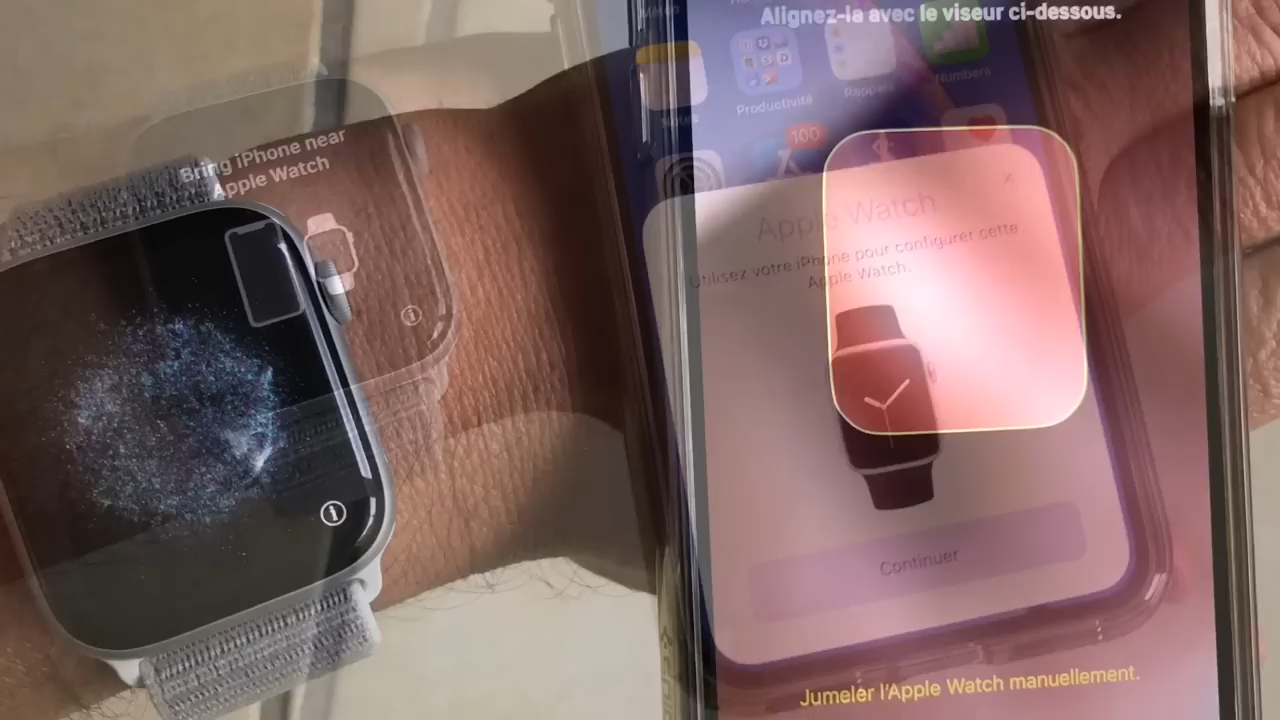 Alignez-la avec le viseur ci-dessous.
Productivité
Rappels
Numbers
Notes
100
Bring iPhone near
Apple Watch
Apple Watch
Utilisez votre iPhone pour configurer cette
Apple Watch.
Continuer
Jumeler l'Apple Watch manuellement.